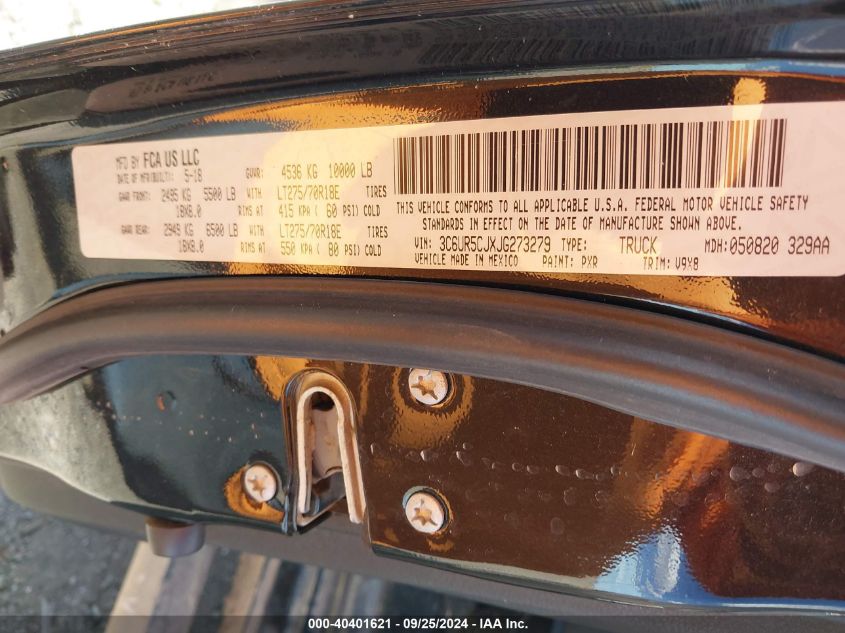 MFD BY FCA US LLC
DATE OF MFR(BUILT): 5-18 GVWR: 4536 KG 10000 LB
GAWR FRONT: 2495 KG 5500 LB WITH LT275/70R18E TIRES
18X8.0 RIMS AT 415 KPA ( 60 PSI) COLD
GAWR REAR: 2949 KG 6500 LB WITH LT275/70R18E TIRES
18X8.0 RIMS AT 550 KPA ( 80 PSI) COLD
THIS VEHICLE CONFORMS TO ALL APPLICABLE U.S.A. FEDERAL MOTOR VEHICLE SAFETY
STANDARDS IN EFFECT ON THE DATE OF MANUFACTURE SHOWN ABOVE.
VIN: 3C6UR5CJXJG273279 TYPE: TRUCK MDH: 050820 329AA
VEHICLE MADE IN MEXICO PAINT: PXR TRIM: V9X8
000-40401621 - 09/25/2024 - IAA Inc.